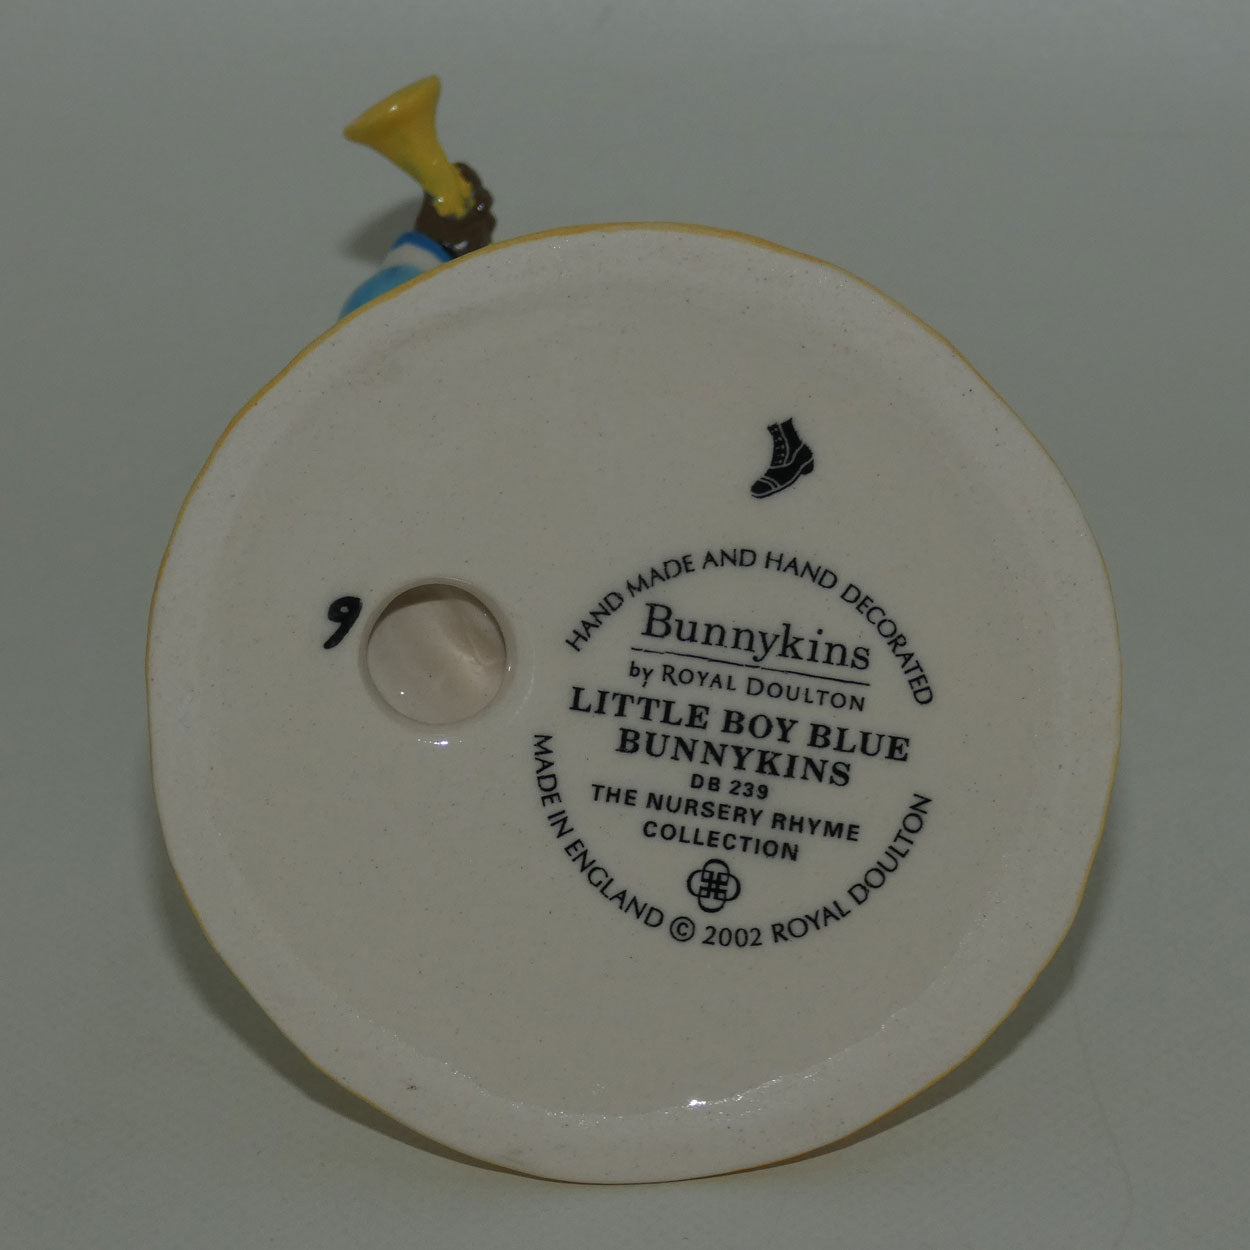 9
HAND MADE AND HAND DECORATED
Bunnykins
by ROYAL DOULTON
LITTLE BOY BLUE
BUNNYKINS
DB 239
THE NURSERY RHYME
COLLECTION
MADE IN ENGLAND © 2002 ROYAL DOULTON